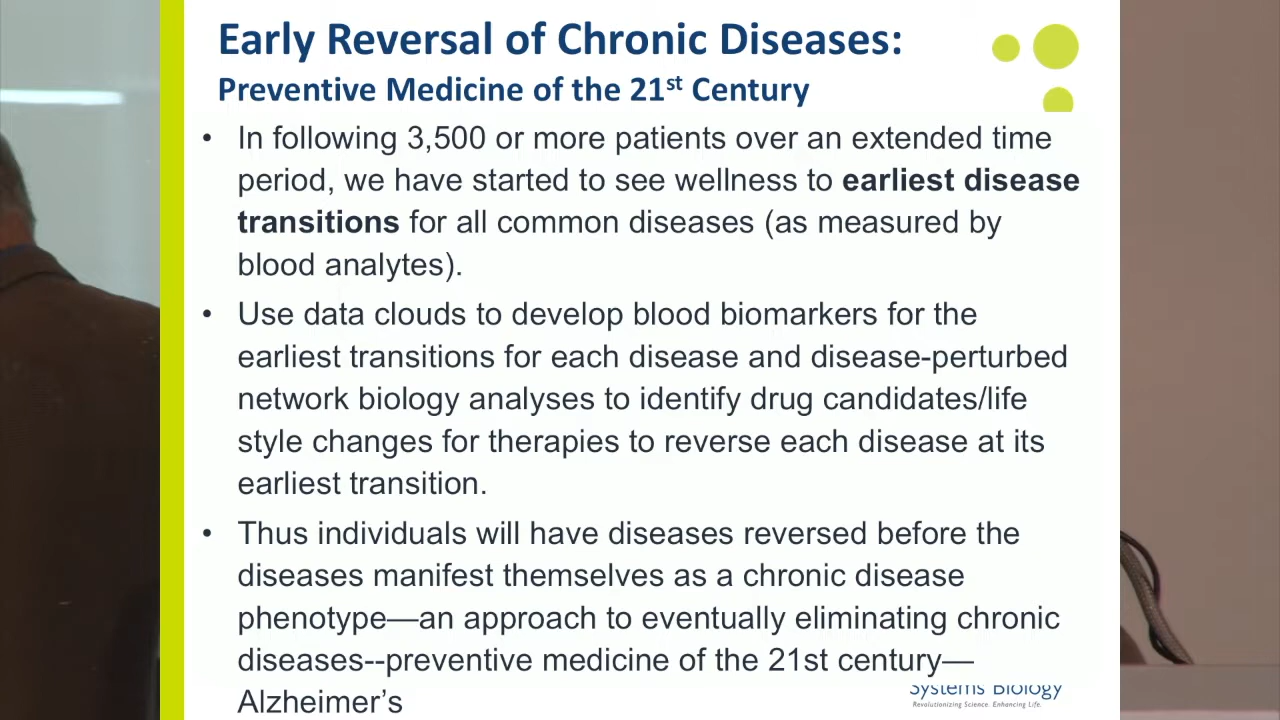 Early Reversal of Chronic Diseases:
Preventive Medicine of the 21st Century
• In following 3,500 or more patients over an extended time
period, we have started to see wellness to earliest disease
transitions for all common diseases (as measured by
blood analytes).
• Use data clouds to develop blood biomarkers for the
earliest transitions for each disease and disease-perturbed
network biology analyses to identify drug candidates/life
style changes for therapies to reverse each disease at its
earliest transition.
• Thus individuals will have diseases reversed before the
diseases manifest themselves as a chronic disease
phenotype—an approach to eventually eliminating chronic
diseases--preventive medicine of the 21st century—
Alzheimer’s
Systems Biology
Revolutionizing Science. Enhancing Life.